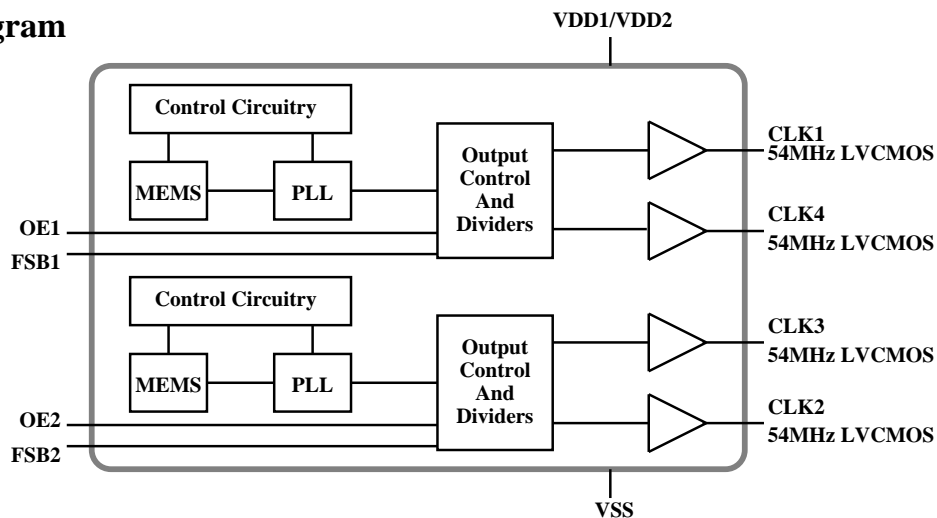 gram
VDD1/VDD2
Control Circuitry
MEMS
PLL
Output
Control
And
Dividers
CLK1
54MHz LVCMOS
CLK4
54MHz LVCMOS
OE1
FSB1
Control Circuitry
MEMS
PLL
Output
Control
And
Dividers
CLK3
54MHz LVCMOS
CLK2
54MHz LVCMOS
OE2
FSB2
VSS